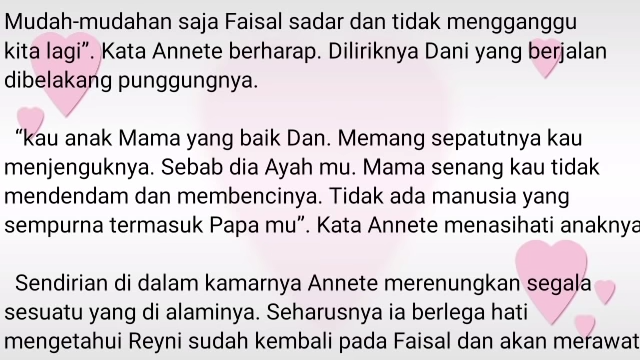 Mudah-mudahan saja Faisal sadar dan tidak mengganggu
kita lagi”. Kata Annete berharap. Diliriknya Dani yang berjalan
dibelakang punggungnya.
“kau anak Mama yang baik Dan. Memang sepatutnya kau
menjenguknya. Sebab dia Ayah mu. Mama senang kau tidak
mendendam dan membencinya. Tidak ada manusia yang
sempurna termasuk Papa mu”. Kata Annete menasihati anaknya
Sendirian di dalam kamarnya Annete merenungkan segala
sesuatu yang di alaminya. Seharusnya ia berlega hati
mengetahui Reyni sudah kembali pada Faisal dan akan merawat